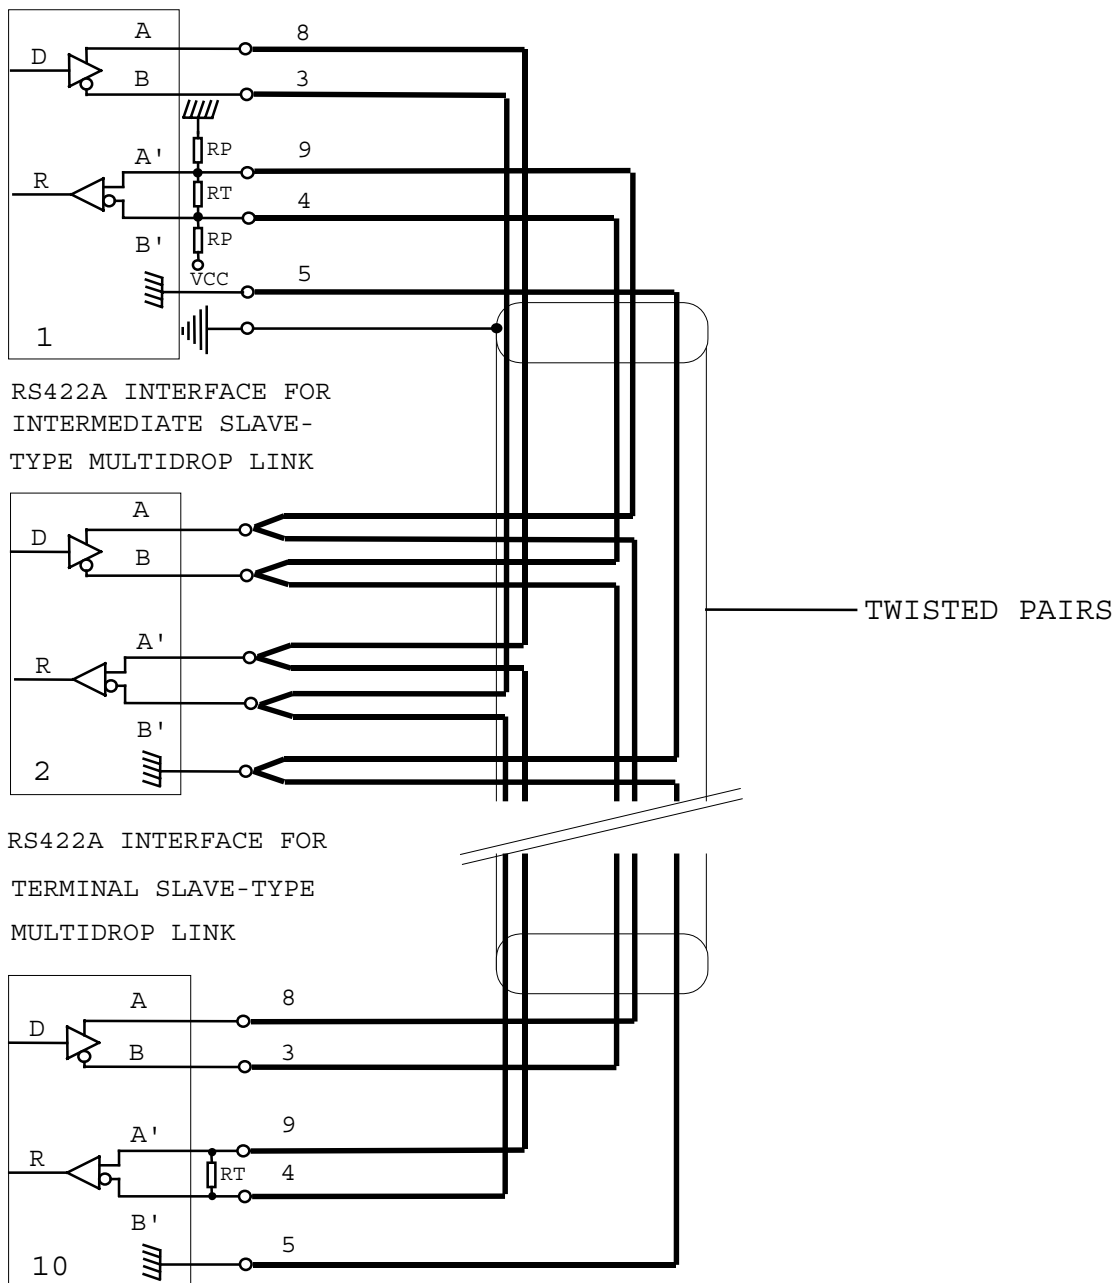 A
8
D
B
3
RP
A'
9
R
RT
4
B'
RP
VCC
5
1
RS422A INTERFACE FOR
INTERMEDIATE SLAVE-
TYPE MULTIDROP LINK
A
D
B
TWISTED PAIRS
A'
R
B'
2
RS422A INTERFACE FOR
TERMINAL SLAVE-TYPE
MULTIDROP LINK
A
8
D
B
3
A'
9
R
RT
4
B'
5
10